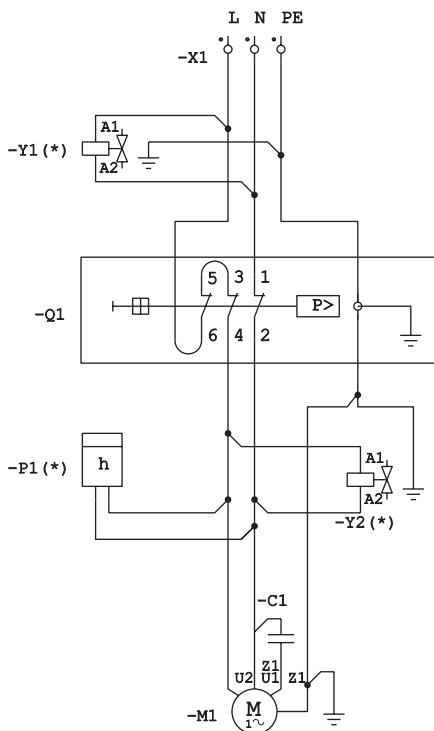 L N PE
-X1
A1
-Y1(*)
A2
5 3 1
-Q1
P>
6 4 2
h
-P1(*)
A1
A2
-Y2(*)
-C1
Z1
U2 U1 Z1
M
1~
-M1